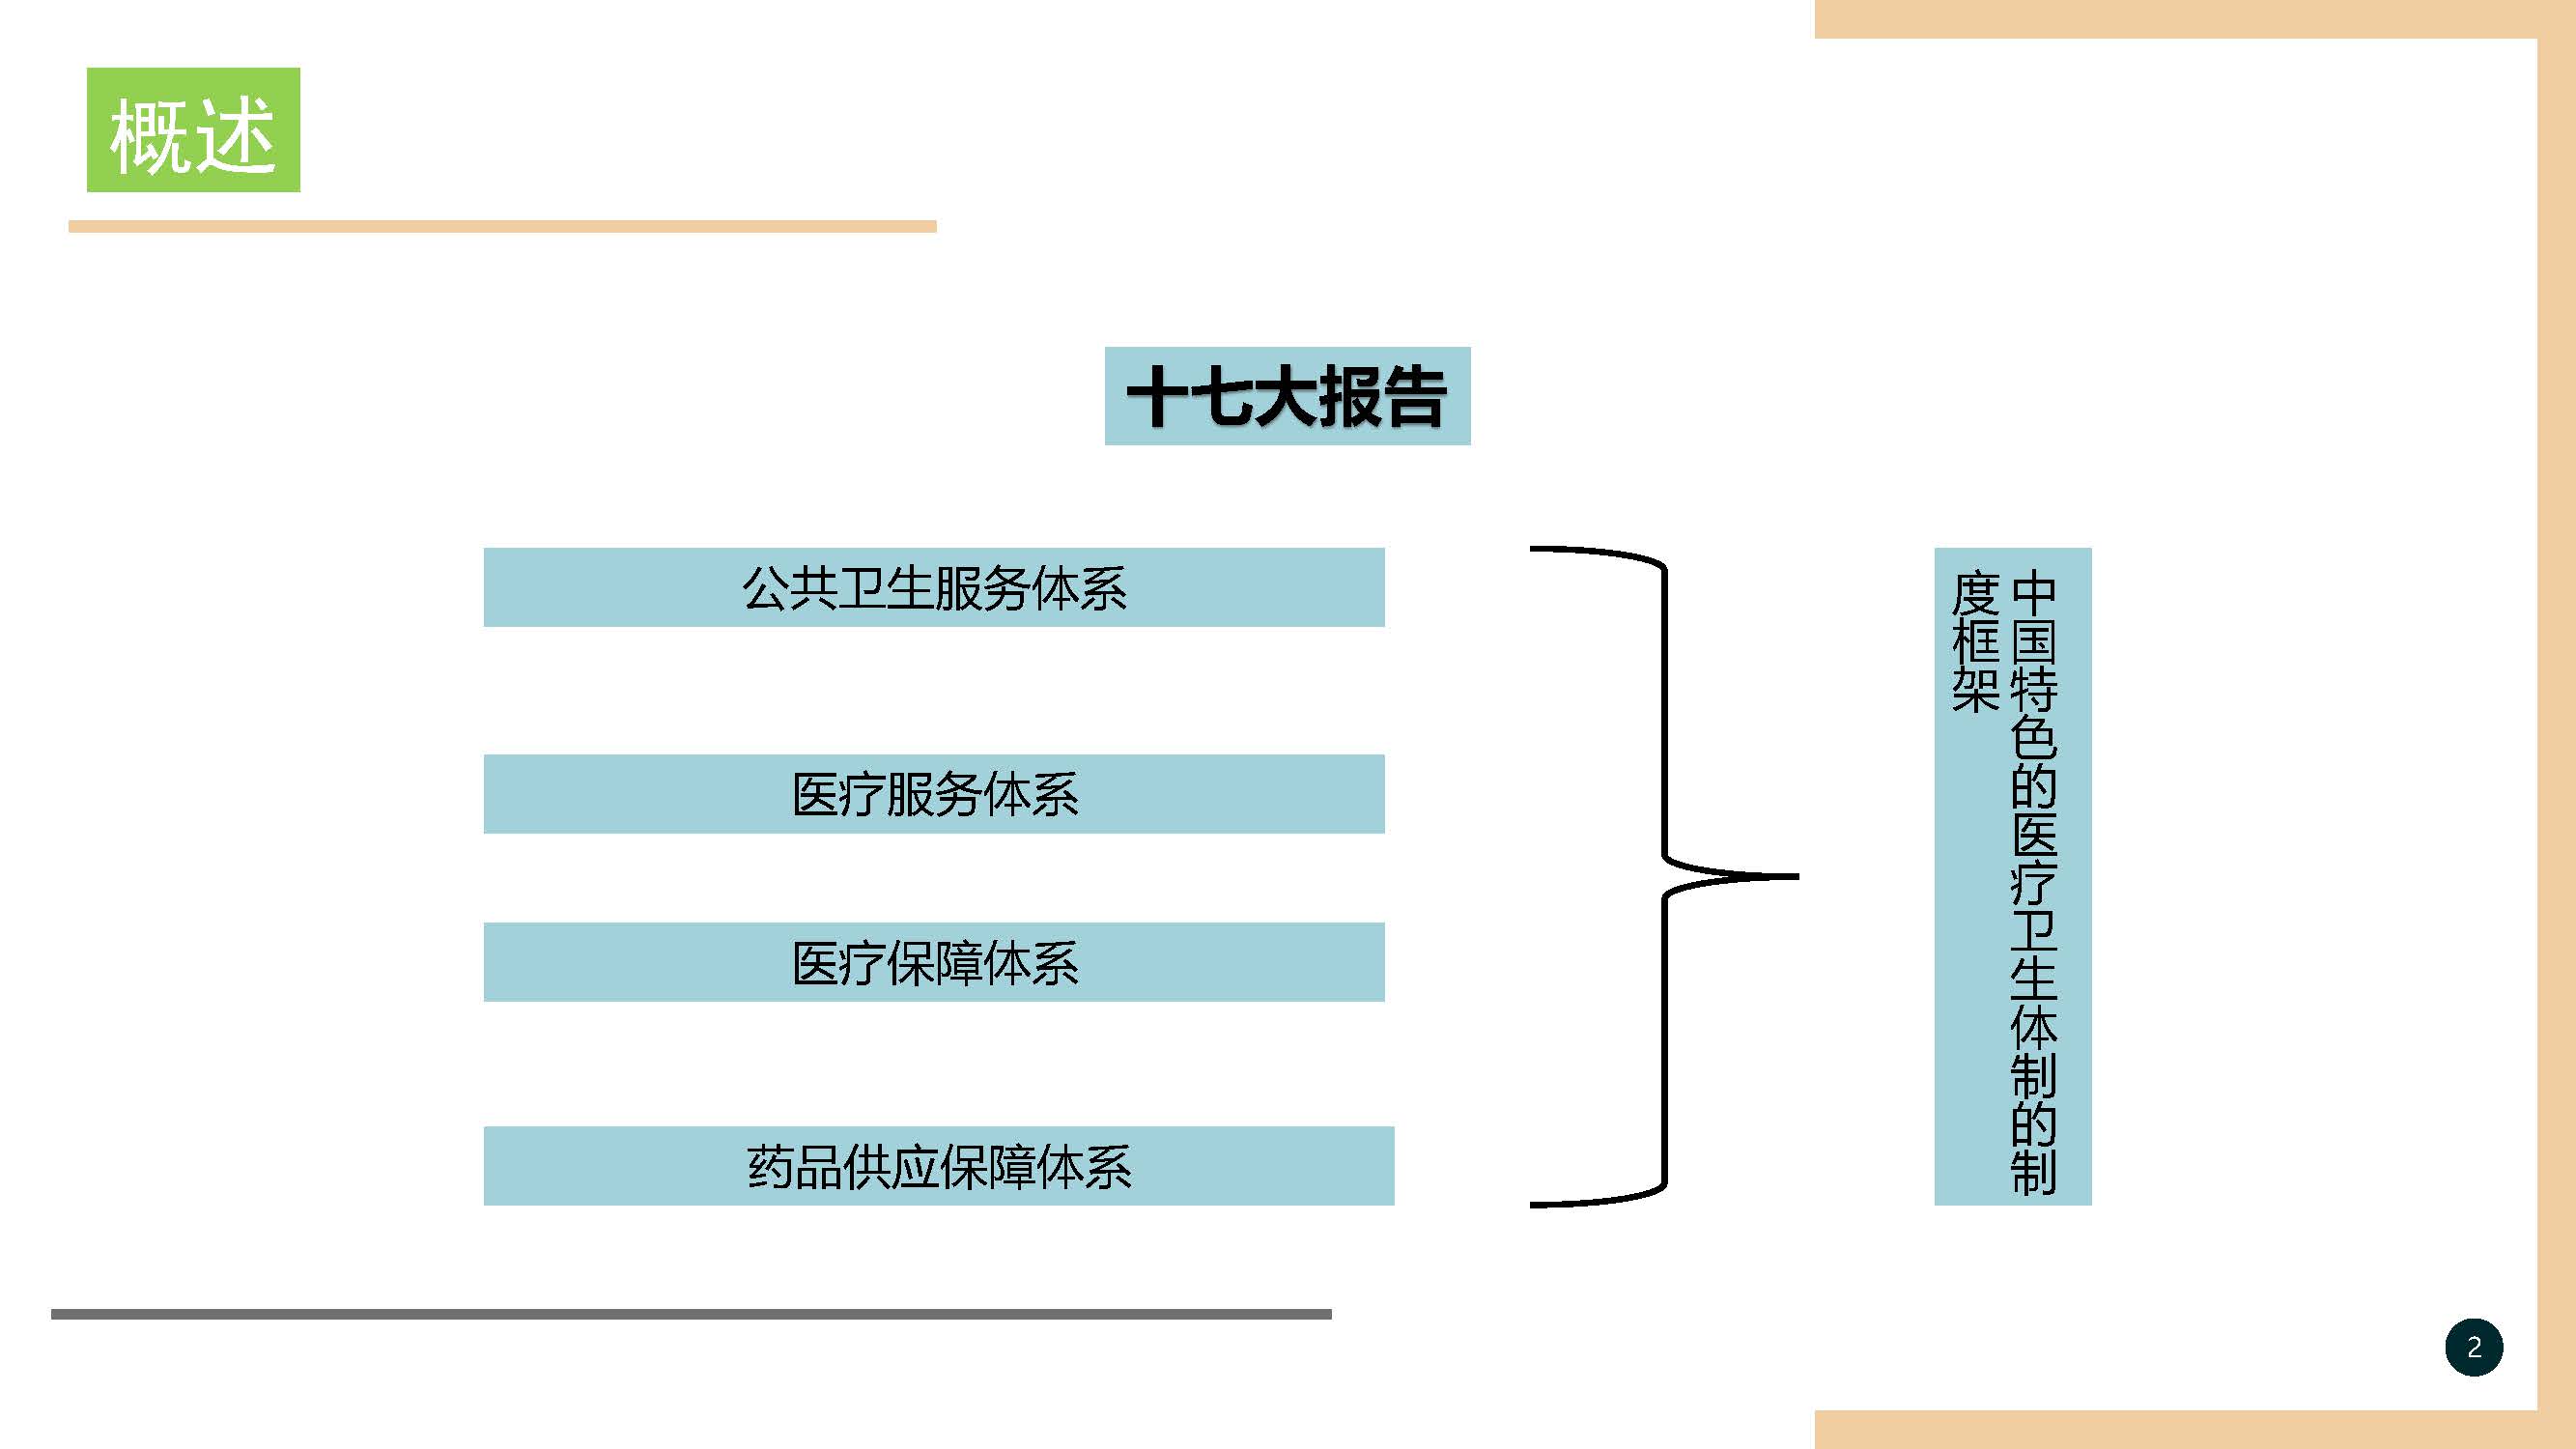 概述
十七大报告
公共卫生服务体系
医疗服务体系
医疗保障体系
药品供应保障体系
中国特色的医疗卫生体制的制
度框架
2